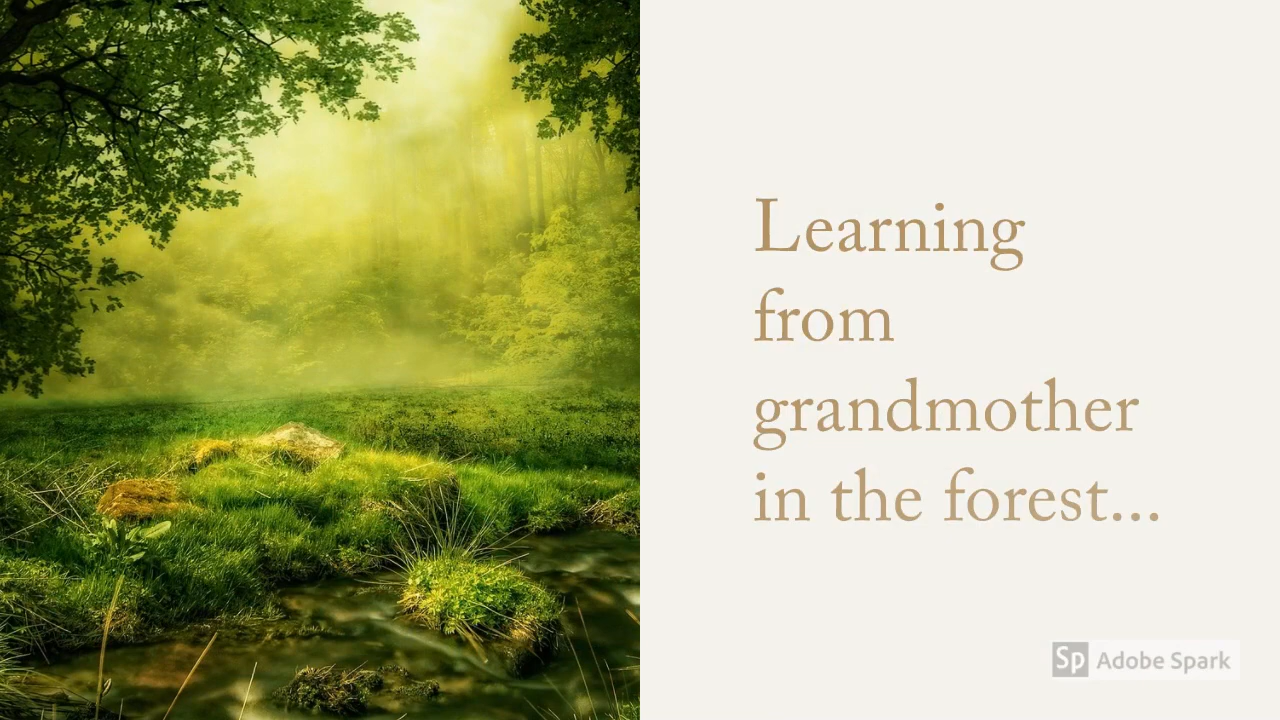 Learning
from
grandmother
in the forest...
Sp Adobe Spark